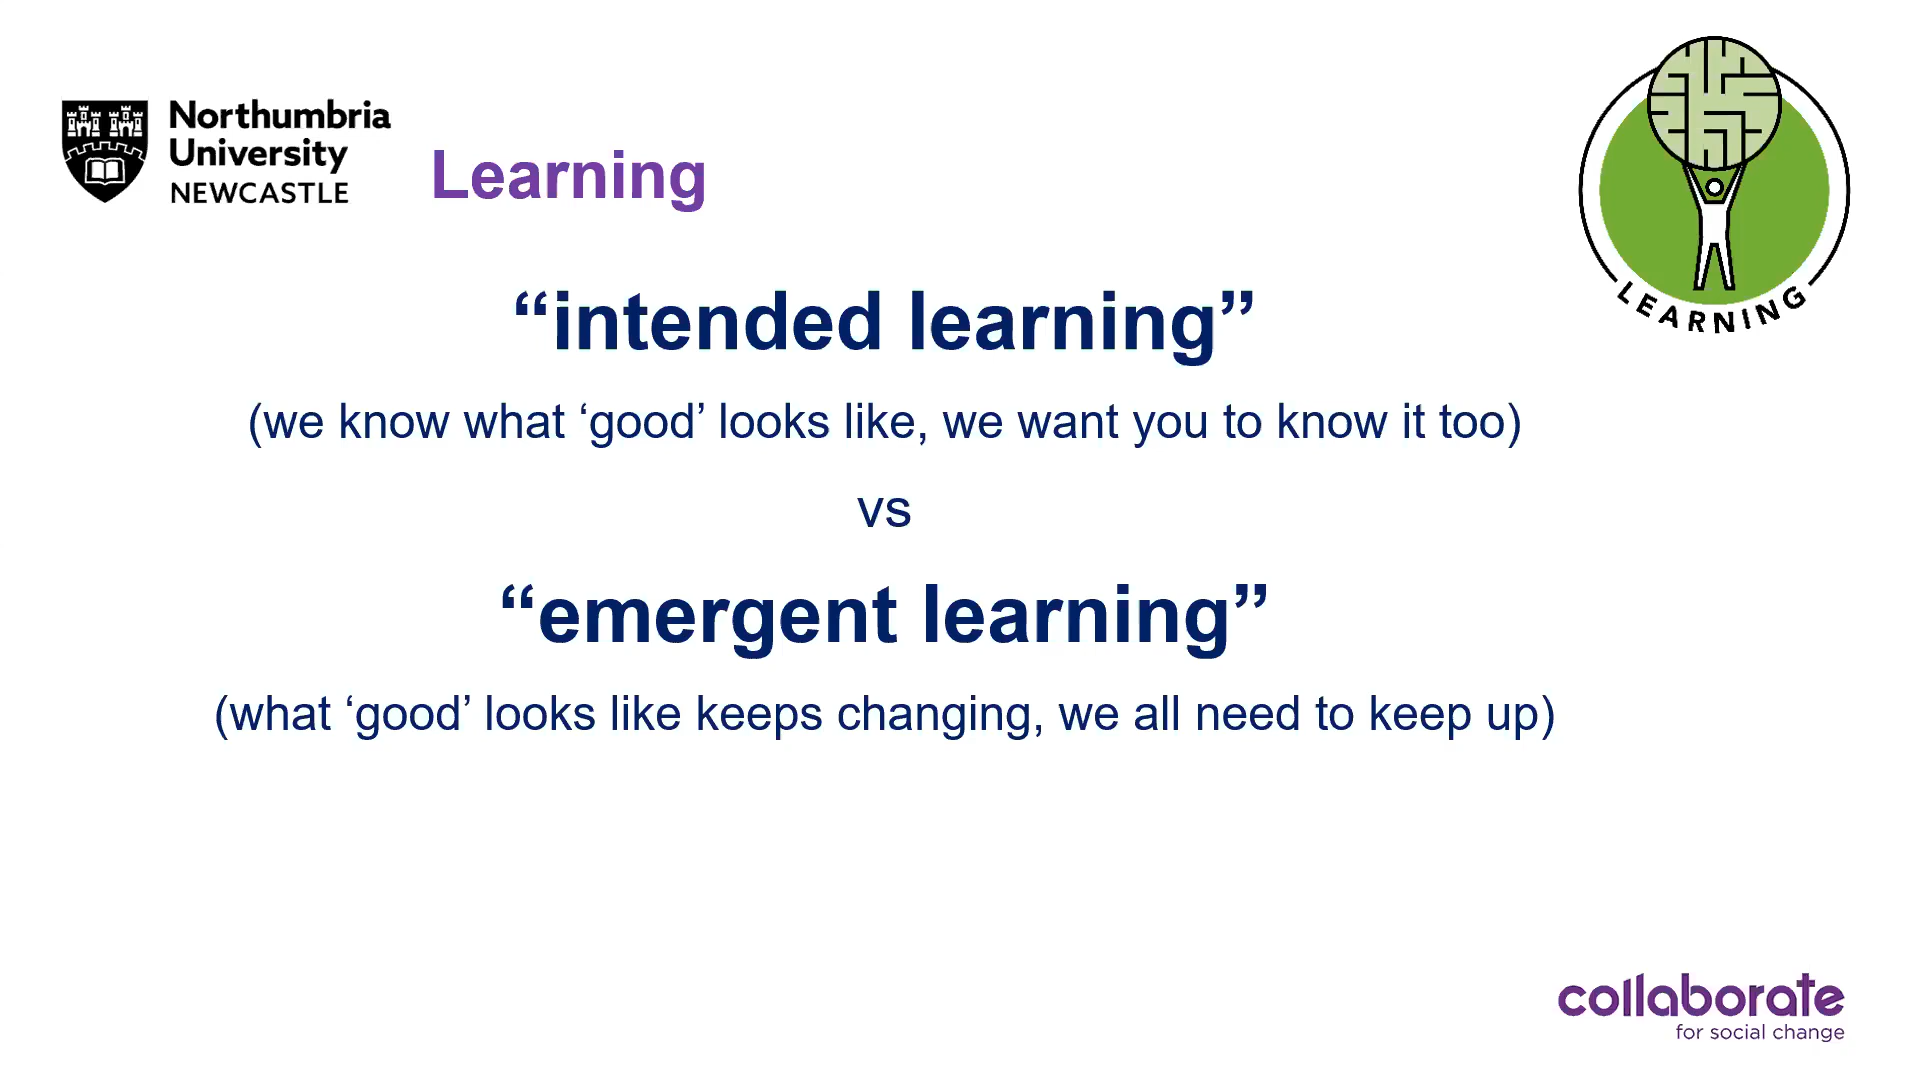 Northumbria
University
NEWCASTLE
Learning
LEARNING
“intended learning”
(we know what ‘good’ looks like, we want you to know it too)
vs
“emergent learning”
(what ‘good’ looks like keeps changing, we all need to keep up)
collaborate
for social change